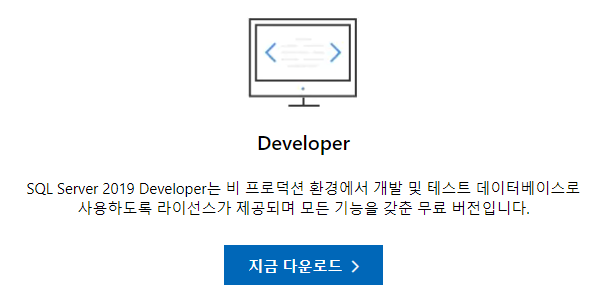 Developer
SQL Server 2019 Developer는 비 프로덕션 환경에서 개발 및 테스트 데이터베이스로
사용하도록 라이선스가 제공되며 모든 기능을 갖춘 무료 버전입니다.
지금 다운로드